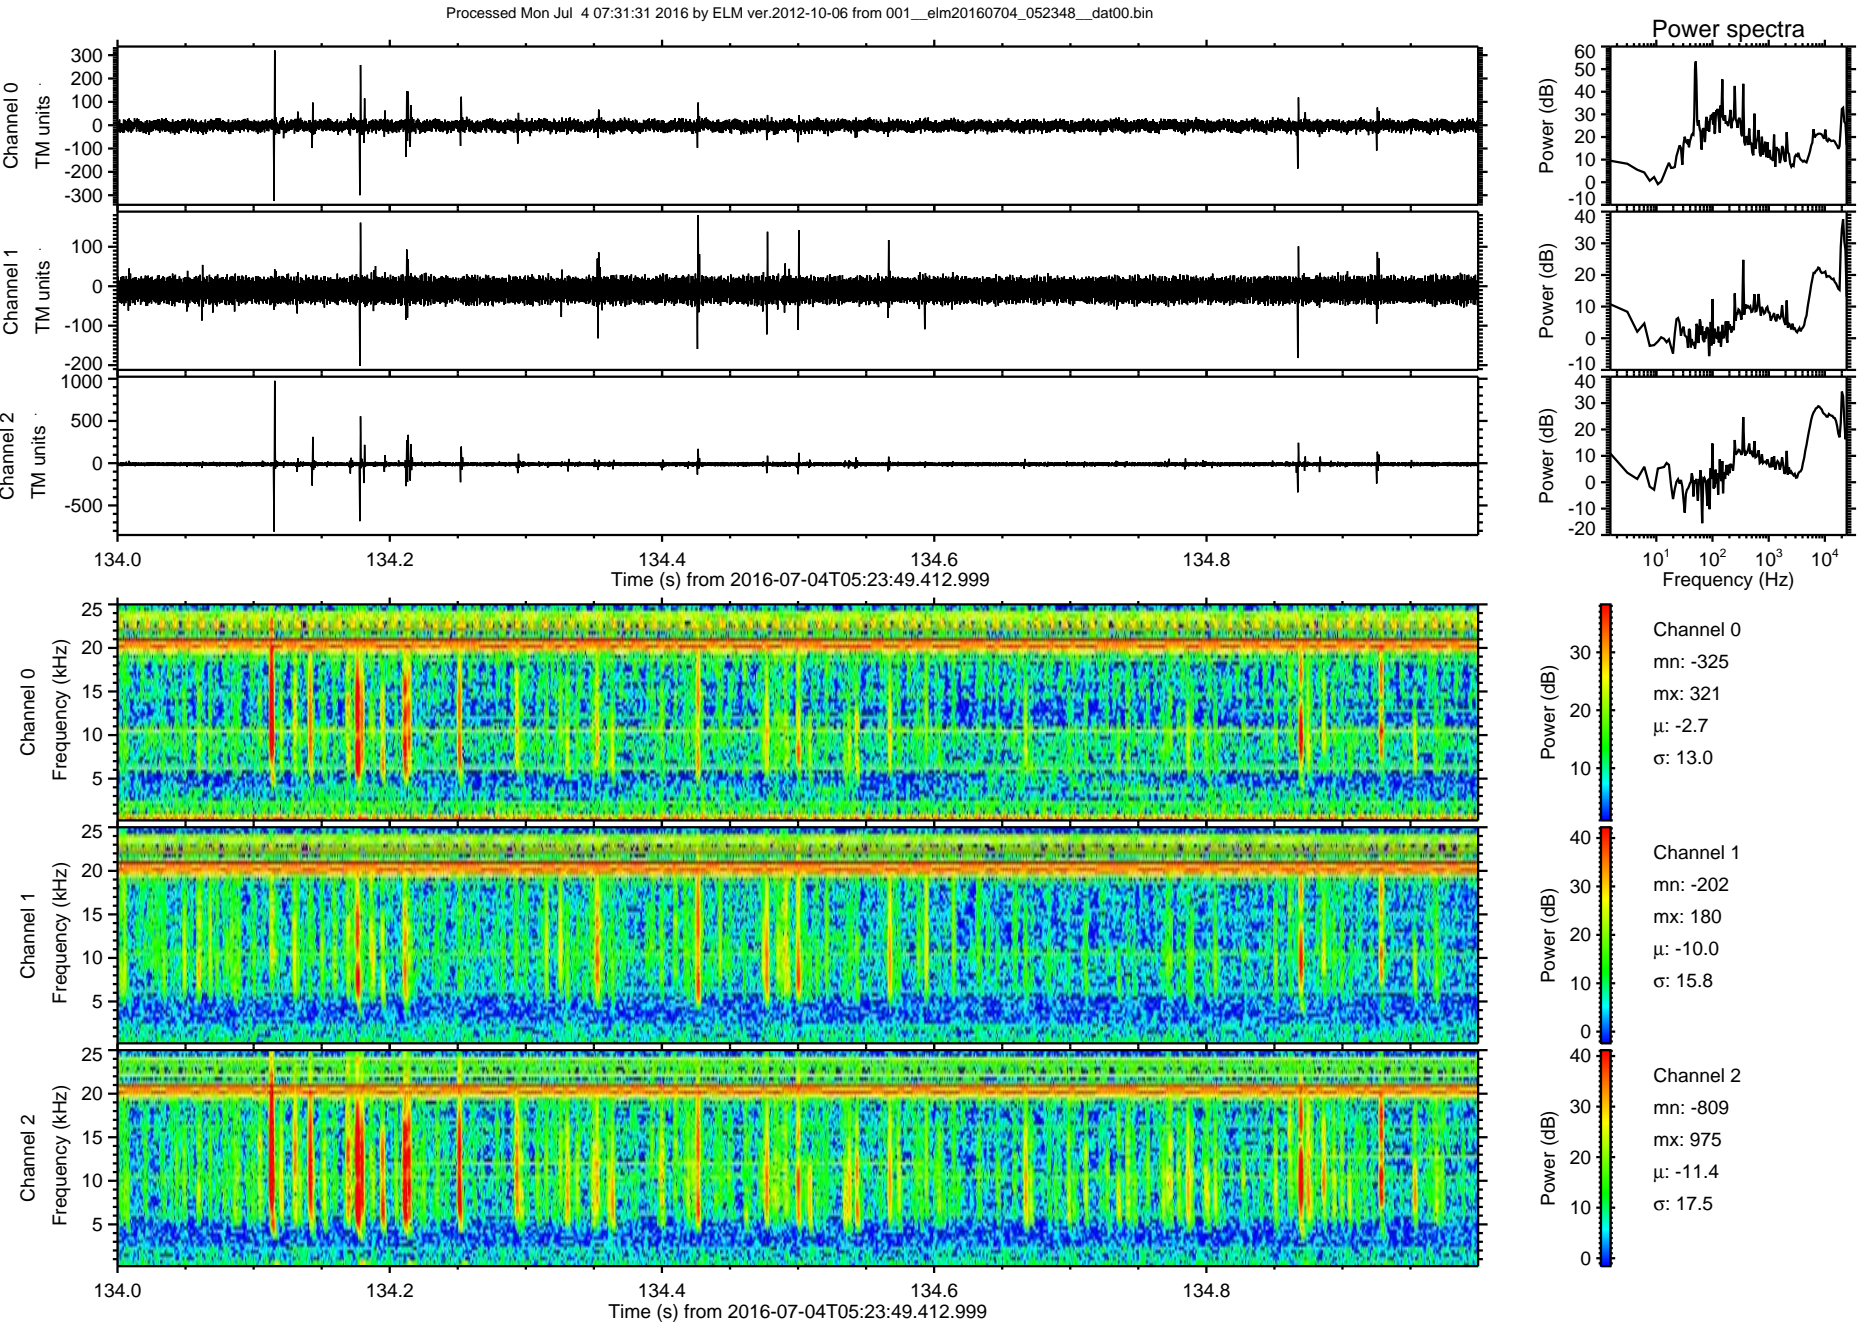 Processed Mon Jul  4 07:31:31 2016 by ELM ver.2012-10-06 from 001__elm20160704_052348__dat00.bin
Power spectra
Channel 0
TM units
300
200
100
0
-100
-200
-300
Power (dB)
60
50
40
30
20
10
0
-10
Channel 1
TM units
100
0
-100
-200
Power (dB)
40
30
20
10
0
-10
Channel 2
TM units
1000
500
0
-500
Power (dB)
40
30
20
10
0
-10
-20
134.0 134.2 134.4 134.6 134.8
Time (s) from 2016-07-04T05:23:49.412.999
10^1 10^2 10^3 10^4
Frequency (Hz)
Channel 0
Frequency (kHz)
25
20
15
10
5
Power (dB)
30
20
10
Channel 0
mn: -325
mx: 321
μ: -2.7
σ: 13.0
Channel 1
Frequency (kHz)
25
20
15
10
5
Power (dB)
40
30
20
10
0
Channel 1
mn: -202
mx: 180
μ: -10.0
σ: 15.8
Channel 2
Frequency (kHz)
25
20
15
10
5
Power (dB)
40
30
20
10
0
Channel 2
mn: -809
mx: 975
μ: -11.4
σ: 17.5
134.0 134.2 134.4 134.6 134.8
Time (s) from 2016-07-04T05:23:49.412.999